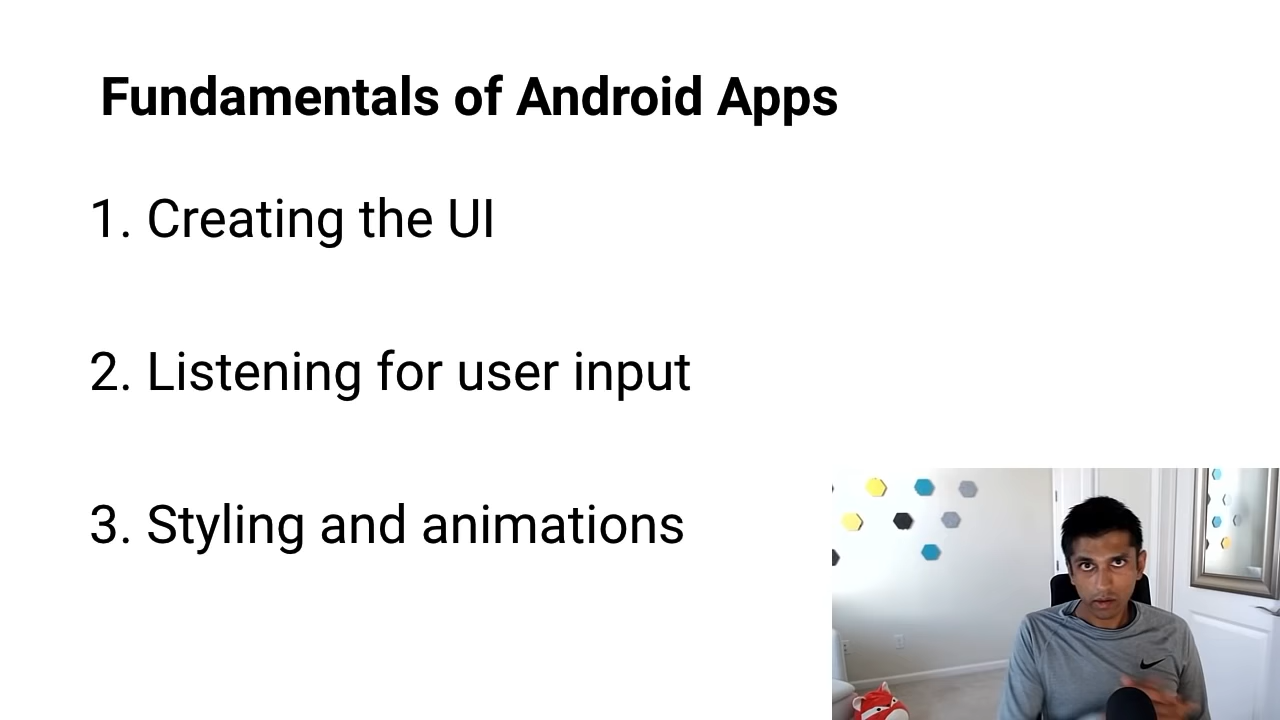 Fundamentals of Android Apps
1. Creating the UI
2. Listening for user input
3. Styling and animations